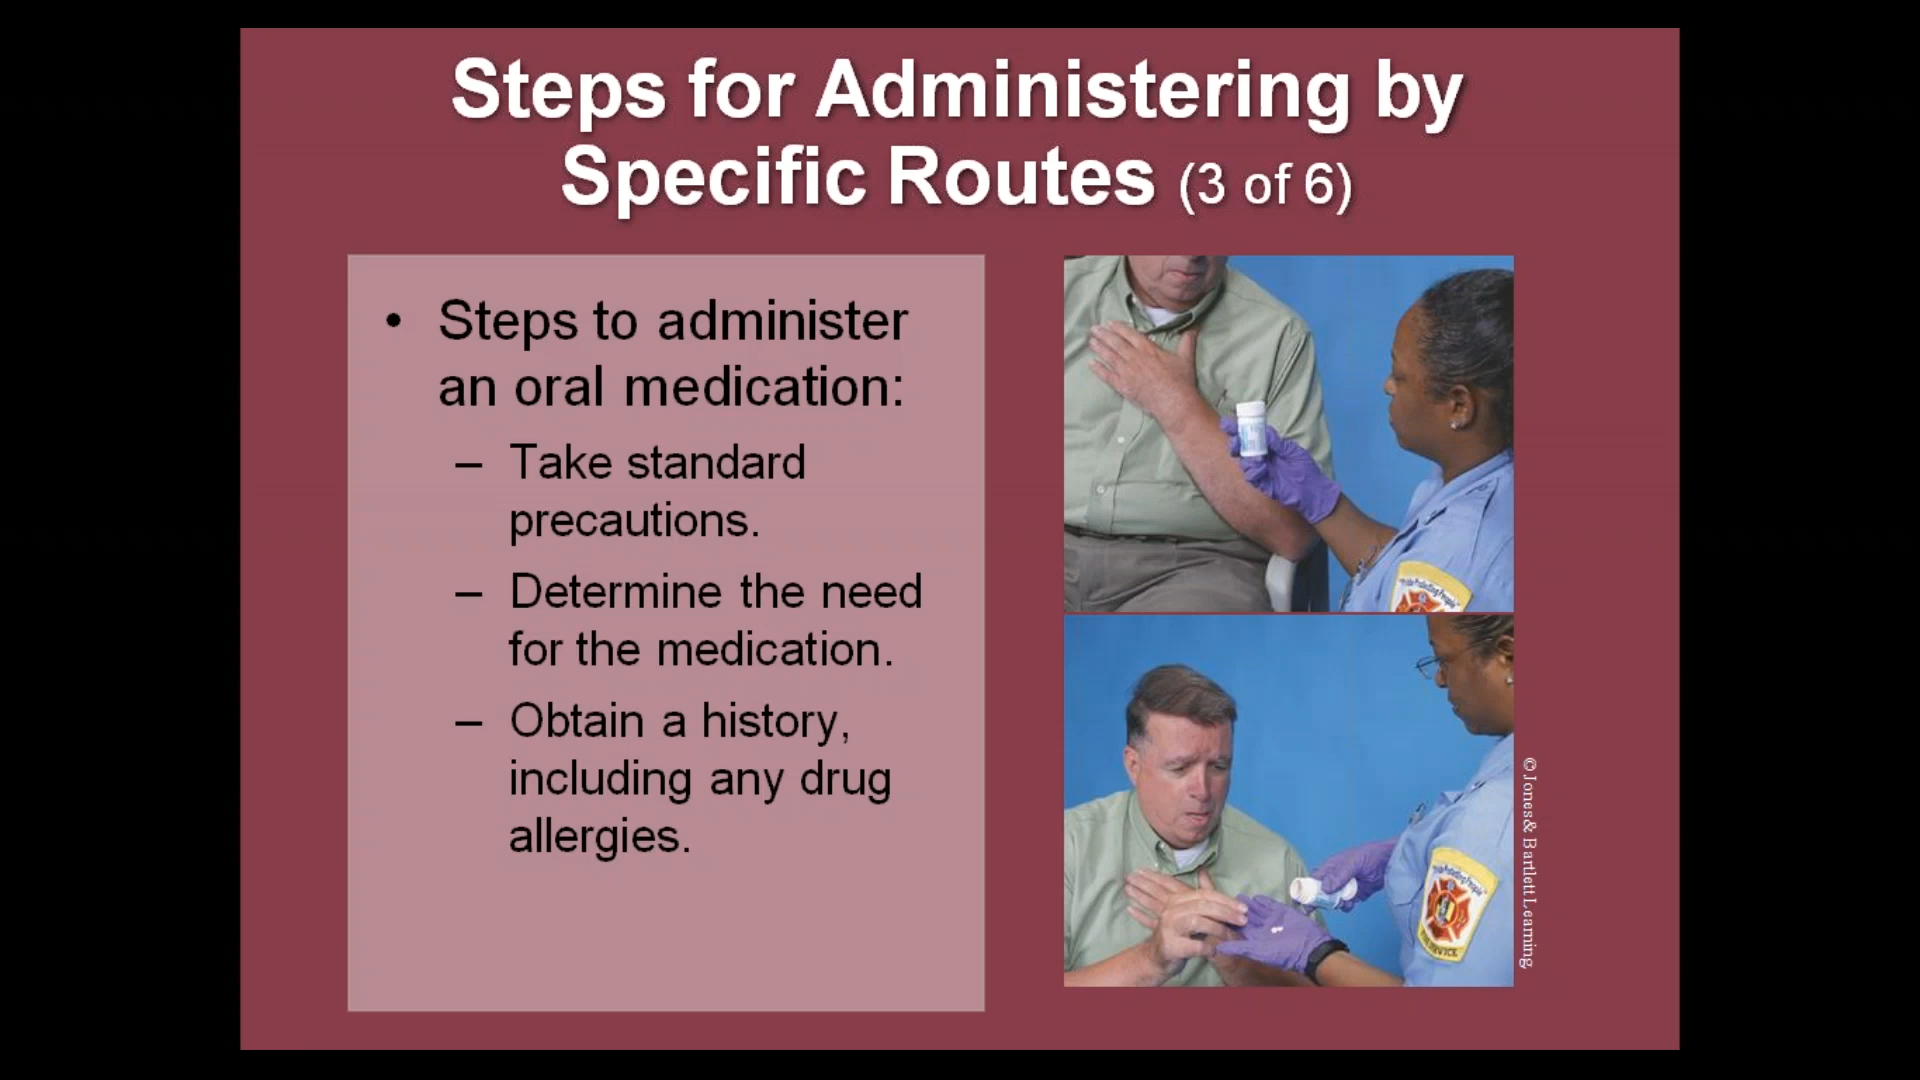 Steps for Administering by
Specific Routes (3 of 6)
• Steps to administer
an oral medication:
– Take standard
precautions.
– Determine the need
for the medication.
– Obtain a history,
including any drug
allergies.
©Jones& Bartlett Learning